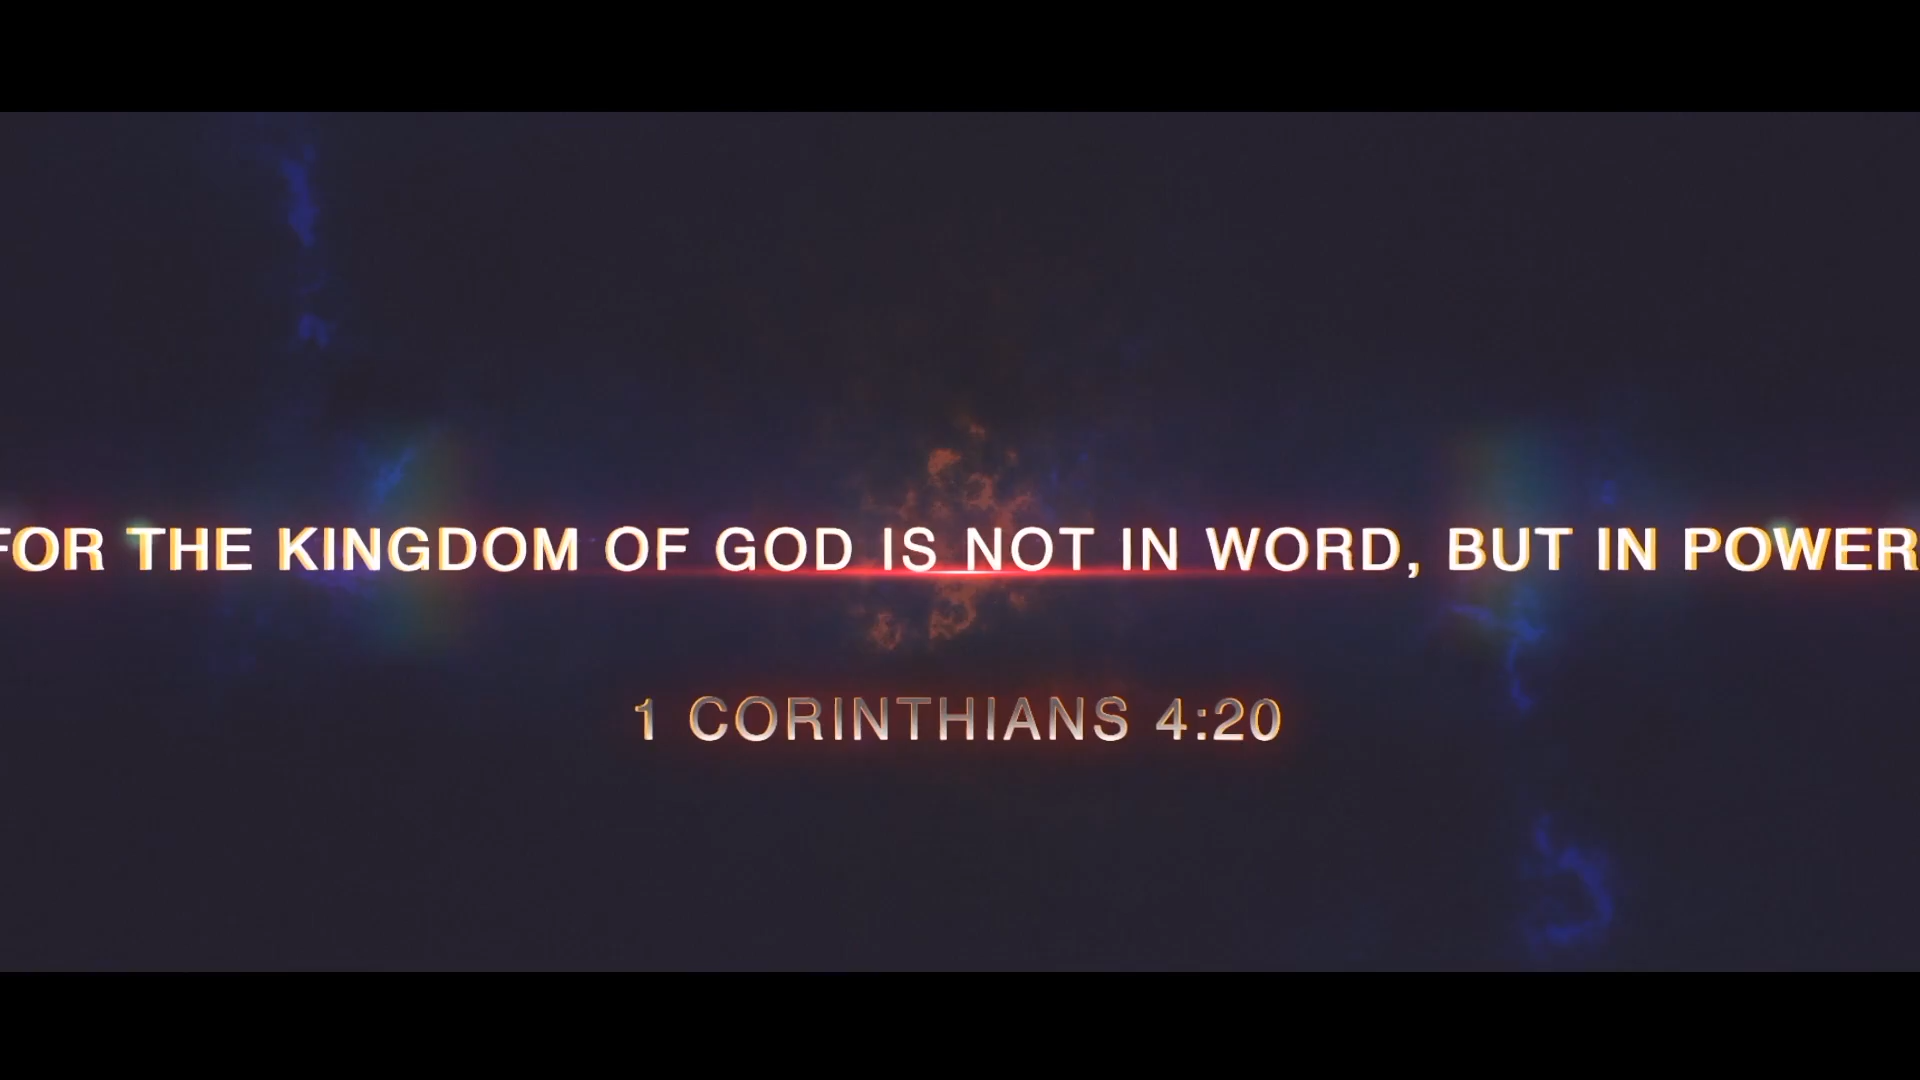 FOR THE KINGDOM OF GOD IS NOT IN WORD, BUT IN POWER
1 CORINTHIANS 4:20